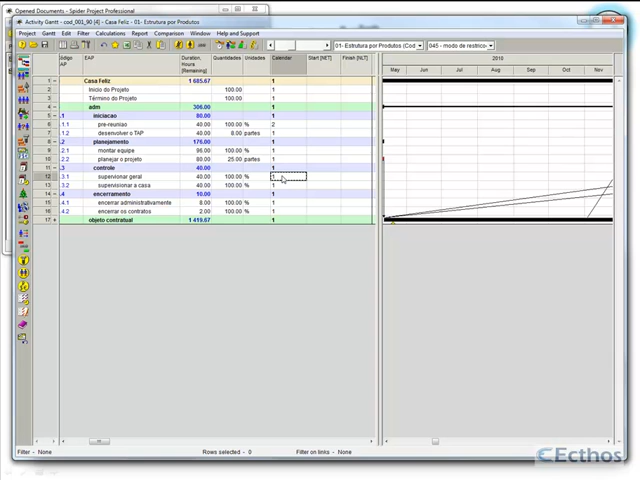 Opened Documents - Spider Project Professional
Activity Gantt - cod_001_90 [4] - Casa Feliz - 01- Estrutura por Produtos
Project Gantt Edit Format Calculations Report Comparison Window Help and Support
01- Estrutura por Produtos (Cod 045 - modo de restricoe
Código AP EAP Duration, Hours [Remaining] Quantidades Unidades Calendar Start [NET] Finish [NLT] 2010
May Jun Jul Aug Sep Oct Nov
1 Casa Feliz 1 685.67 1
2 Início do Projeto 100.00 1
3 Término do Projeto 100.00 1
4 adm 306.00 1
5 .1 iniciacao 80.00 1
6 .1.1 pre-reuniao 40.00 100.00 % 2
7 .1.2 desenvolver o TAP 40.00 8.00 partes 1
8 .2 planejamento 176.00 1
9 .2.1 montar equipe 96.00 100.00 % 1
10 .2.2 planejar o projeto 80.00 25.00 partes 1
11 .3 controle 40.00 1
12 .3.1 supervionar geral 40.00 100.00 % 1
13 .3.2 supervisionar a casa 40.00 100.00 % 1
14 .4 encerramento 10.00 1
15 .4.1 encerrar administrativamente 8.00 100.00 % 1
16 .4.2 encerrar os contratos 2.00 100.00 % 1
17 objeto contratual 1 419.67 1
Filter - None Rows selected - 0 Filter on links - None
Ecthos